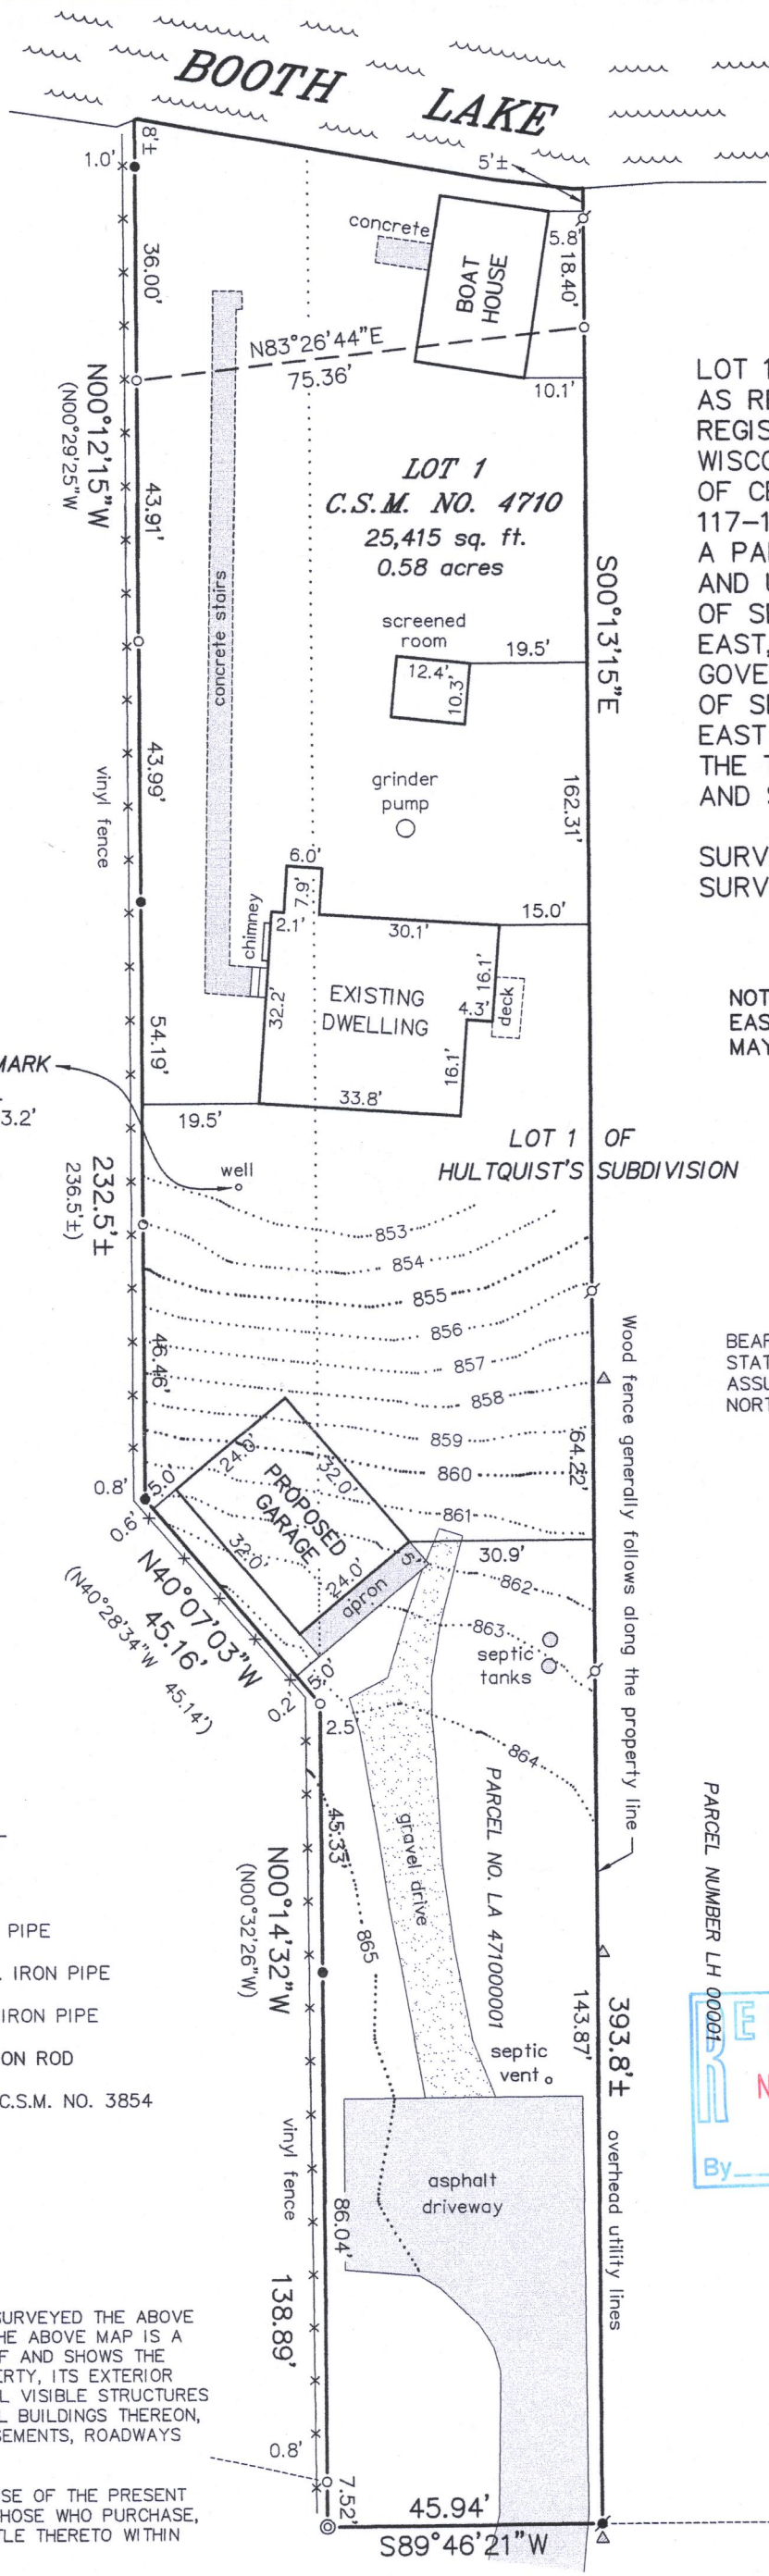 BOOTH LAKE
8'±
1.0'
5'±
concrete
BOAT
HOUSE
5.8'
18.40'
36.00'
N83°26'44"E
75.36'
10.1'
N00°12'15"W
(N00°29'25"W
LOT 1
C.S.M. NO. 4710
25,415 sq. ft.
0.58 acres
43.91'
concrete stairs
S00°13'15"E
screened
room
19.5'
12.4'
10.3'
43.99'
vinyl fence
grinder
pump
162.31'
6.0'
7.9'
chimney
2.1'
30.1'
15.0'
32.2'
EXISTING
DWELLING
16.1'
4.3'
deck
16.1'
54.19'
33.8'
19.5'
MARK
3.2'
LOT 1 OF
HULTQUIST'S SUBDIVISION
well
232.5'±
236.5'±)
853
854
855
856
857
858
859
860
861
862
863
864
865
46.46'
64.22'
Wood fence generally follows along the property line
0.8'
5.0'
0.6'
24.0'
32.0'
PROPOSED
GARAGE
32.0'
24.0'
5'
apron
30.9'
N40°07'03"W
45.16'
(N40°28'34"W 45.14')
5.0'
0.2'
2.5
septic
tanks
gravel drive
PARCEL NO. LA 471000001
PARCEL NUMBER LH 00001
45.33'
N00°14'32"W
(N00°32'26"W)
143.87'
393.8'±
overhead utility lines
septic
vent
asphalt
driveway
vinyl fence
86.04'
138.89'
0.8'
7.52'
45.94'
S89°46'21"W
LOT 1
AS RE
REGIS
WISCO
OF CE
117-1
A PA
AND U
OF SE
EAST,
GOVE
OF SE
EAST
THE T
AND S
SURV
SURV
NOT
EAS
MAY
BEAR
STAT
ASSU
NORT
PIPE
IRON PIPE
IRON PIPE
ON ROD
C.S.M. NO. 3854
SURVEYED THE ABOVE
HE ABOVE MAP IS A
F AND SHOWS THE
ERTY, ITS EXTERIOR
L VISIBLE STRUCTURES
L BUILDINGS THEREON,
SEMENTS, ROADWAYS
SE OF THE PRESENT
HOSE WHO PURCHASE,
TLE THERETO WITHIN
RE
N
By